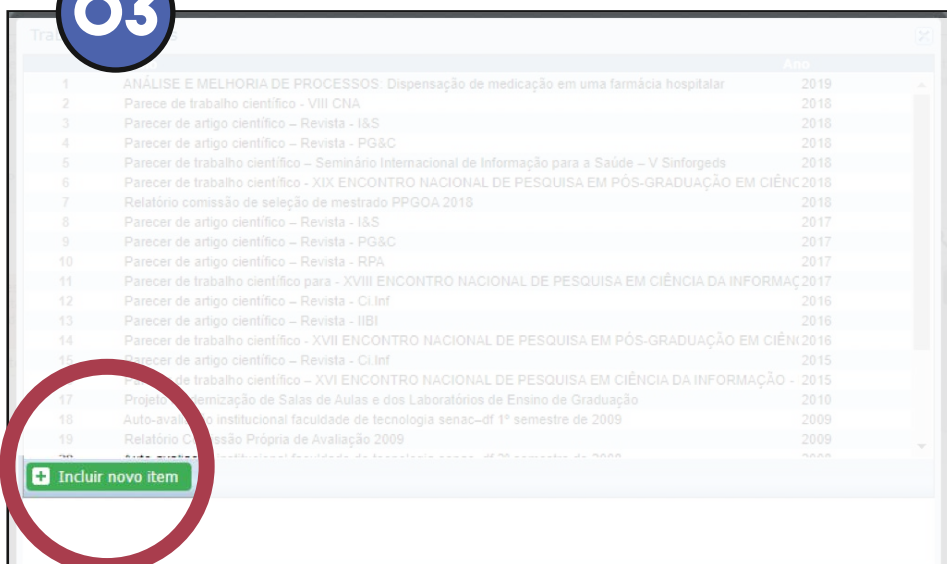 03
Ano
1 ANÁLISE E MELHORIA DE PROCESSOS: Dispensação de medicação em uma farmácia hospitalar 2019
2 Parece de trabalho científico - VIII CNA 2018
3 Parecer de artigo científico – Revista - I&S 2018
4 Parecer de artigo científico – Revista - PG&C 2018
5 Parecer de trabalho científico – Seminário Internacional de Informação para a Saúde – V Sinforgeds 2018
6 Parecer de trabalho científico - XIX ENCONTRO NACIONAL DE PESQUISA EM PÓS-GRADUAÇÃO EM CIÊNC 2018
7 Relatório comissão de seleção de mestrado PPGOA 2018 2018
8 Parecer de artigo científico – Revista - I&S 2017
9 Parecer de artigo científico – Revista - PG&C 2017
10 Parecer de artigo científico – Revista - RPA 2017
11 Parecer de trabalho científico para - XVIII ENCONTRO NACIONAL DE PESQUISA EM CIÊNCIA DA INFORMAÇ 2017
12 Parecer de artigo científico – Revista - Ci.Inf 2016
13 Parecer de artigo científico – Revista - IIBI 2016
14 Parecer de trabalho científico - XVII ENCONTRO NACIONAL DE PESQUISA EM PÓS-GRADUAÇÃO EM CIÊN 2016
15 Parecer de artigo científico – Revista - Ci.Inf 2015
de trabalho científico – XVI ENCONTRO NACIONAL DE PESQUISA EM CIÊNCIA DA INFORMAÇÃO - 2015
17 Projeto de Salas de Aulas e dos Laboratórios de Ensino de Graduação 2010
18 institucional faculdade de tecnologia senac–df 1º semestre de 2009 2009
19 Relatório Própria de Avaliação 2009 2009
Incluir novo item